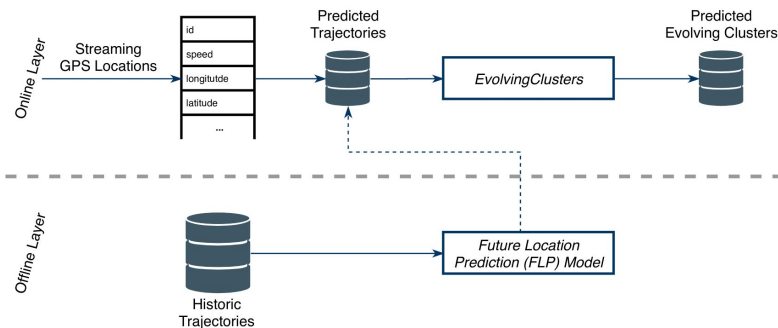 Online Layer
Streaming
GPS Locations
id
speed
longitutde
latitude
...
Predicted
Trajectories
EvolvingClusters
Predicted
Evolving Clusters
Offline Layer
Historic
Trajectories
Future Location
Prediction (FLP) Model